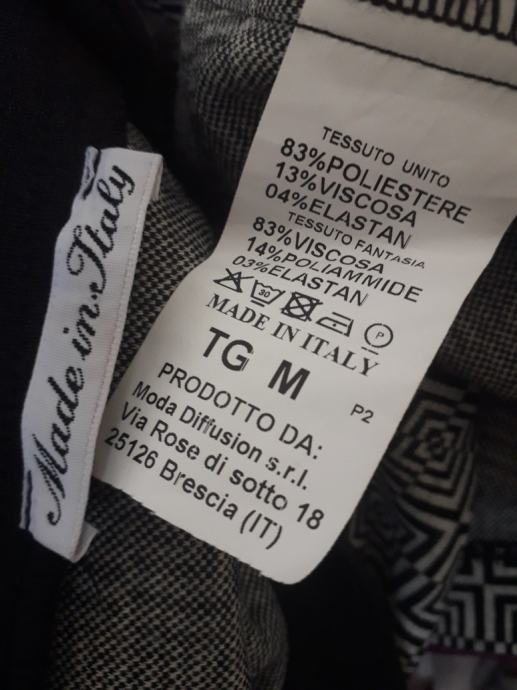 Made in Italy
TESSUTO UNITO
83%POLIESTERE
13%VISCOSA
04%ELASTAN
TESSUTO FANTASIA
83%VISCOSA
14%POLIAMMIDE
03%ELASTAN
30
P
MADE IN ITALY
TG M
P2
PRODOTTO DA:
Moda Diffusion s.r.l.
Via Rose di sotto 18
25126 Brescia (IT)